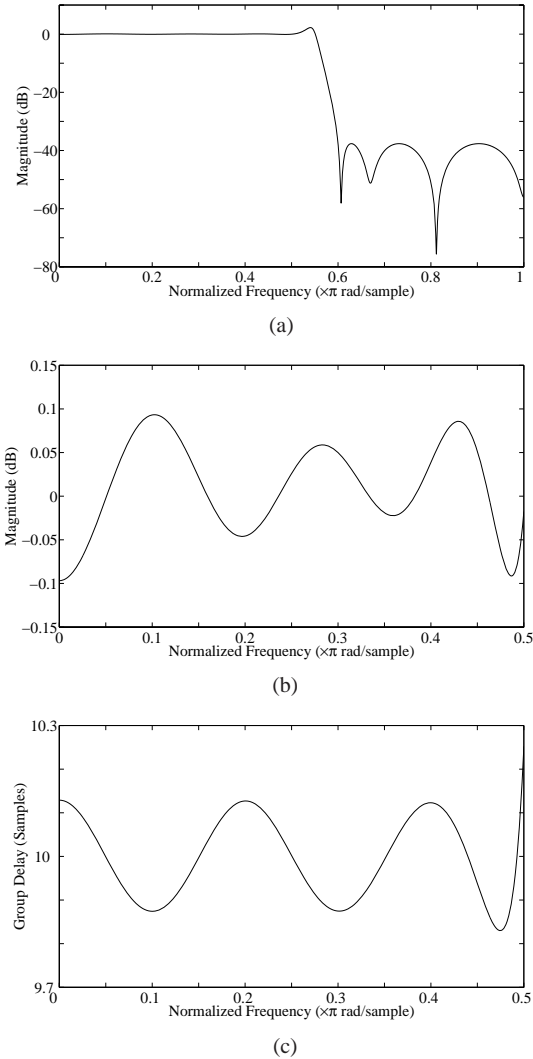 0
−20
−40
−60
−80
Magnitude (dB)
0 0.2 0.4 0.6 0.8 1
Normalized Frequency (×π rad/sample)
(a)
0.15
0.1
0.05
0
−0.05
−0.1
−0.15
Magnitude (dB)
0 0.1 0.2 0.3 0.4 0.5
Normalized Frequency (×π rad/sample)
(b)
10.3
10
9.7
Group Delay (Samples)
0 0.1 0.2 0.3 0.4 0.5
Normalized Frequency (×π rad/sample)
(c)